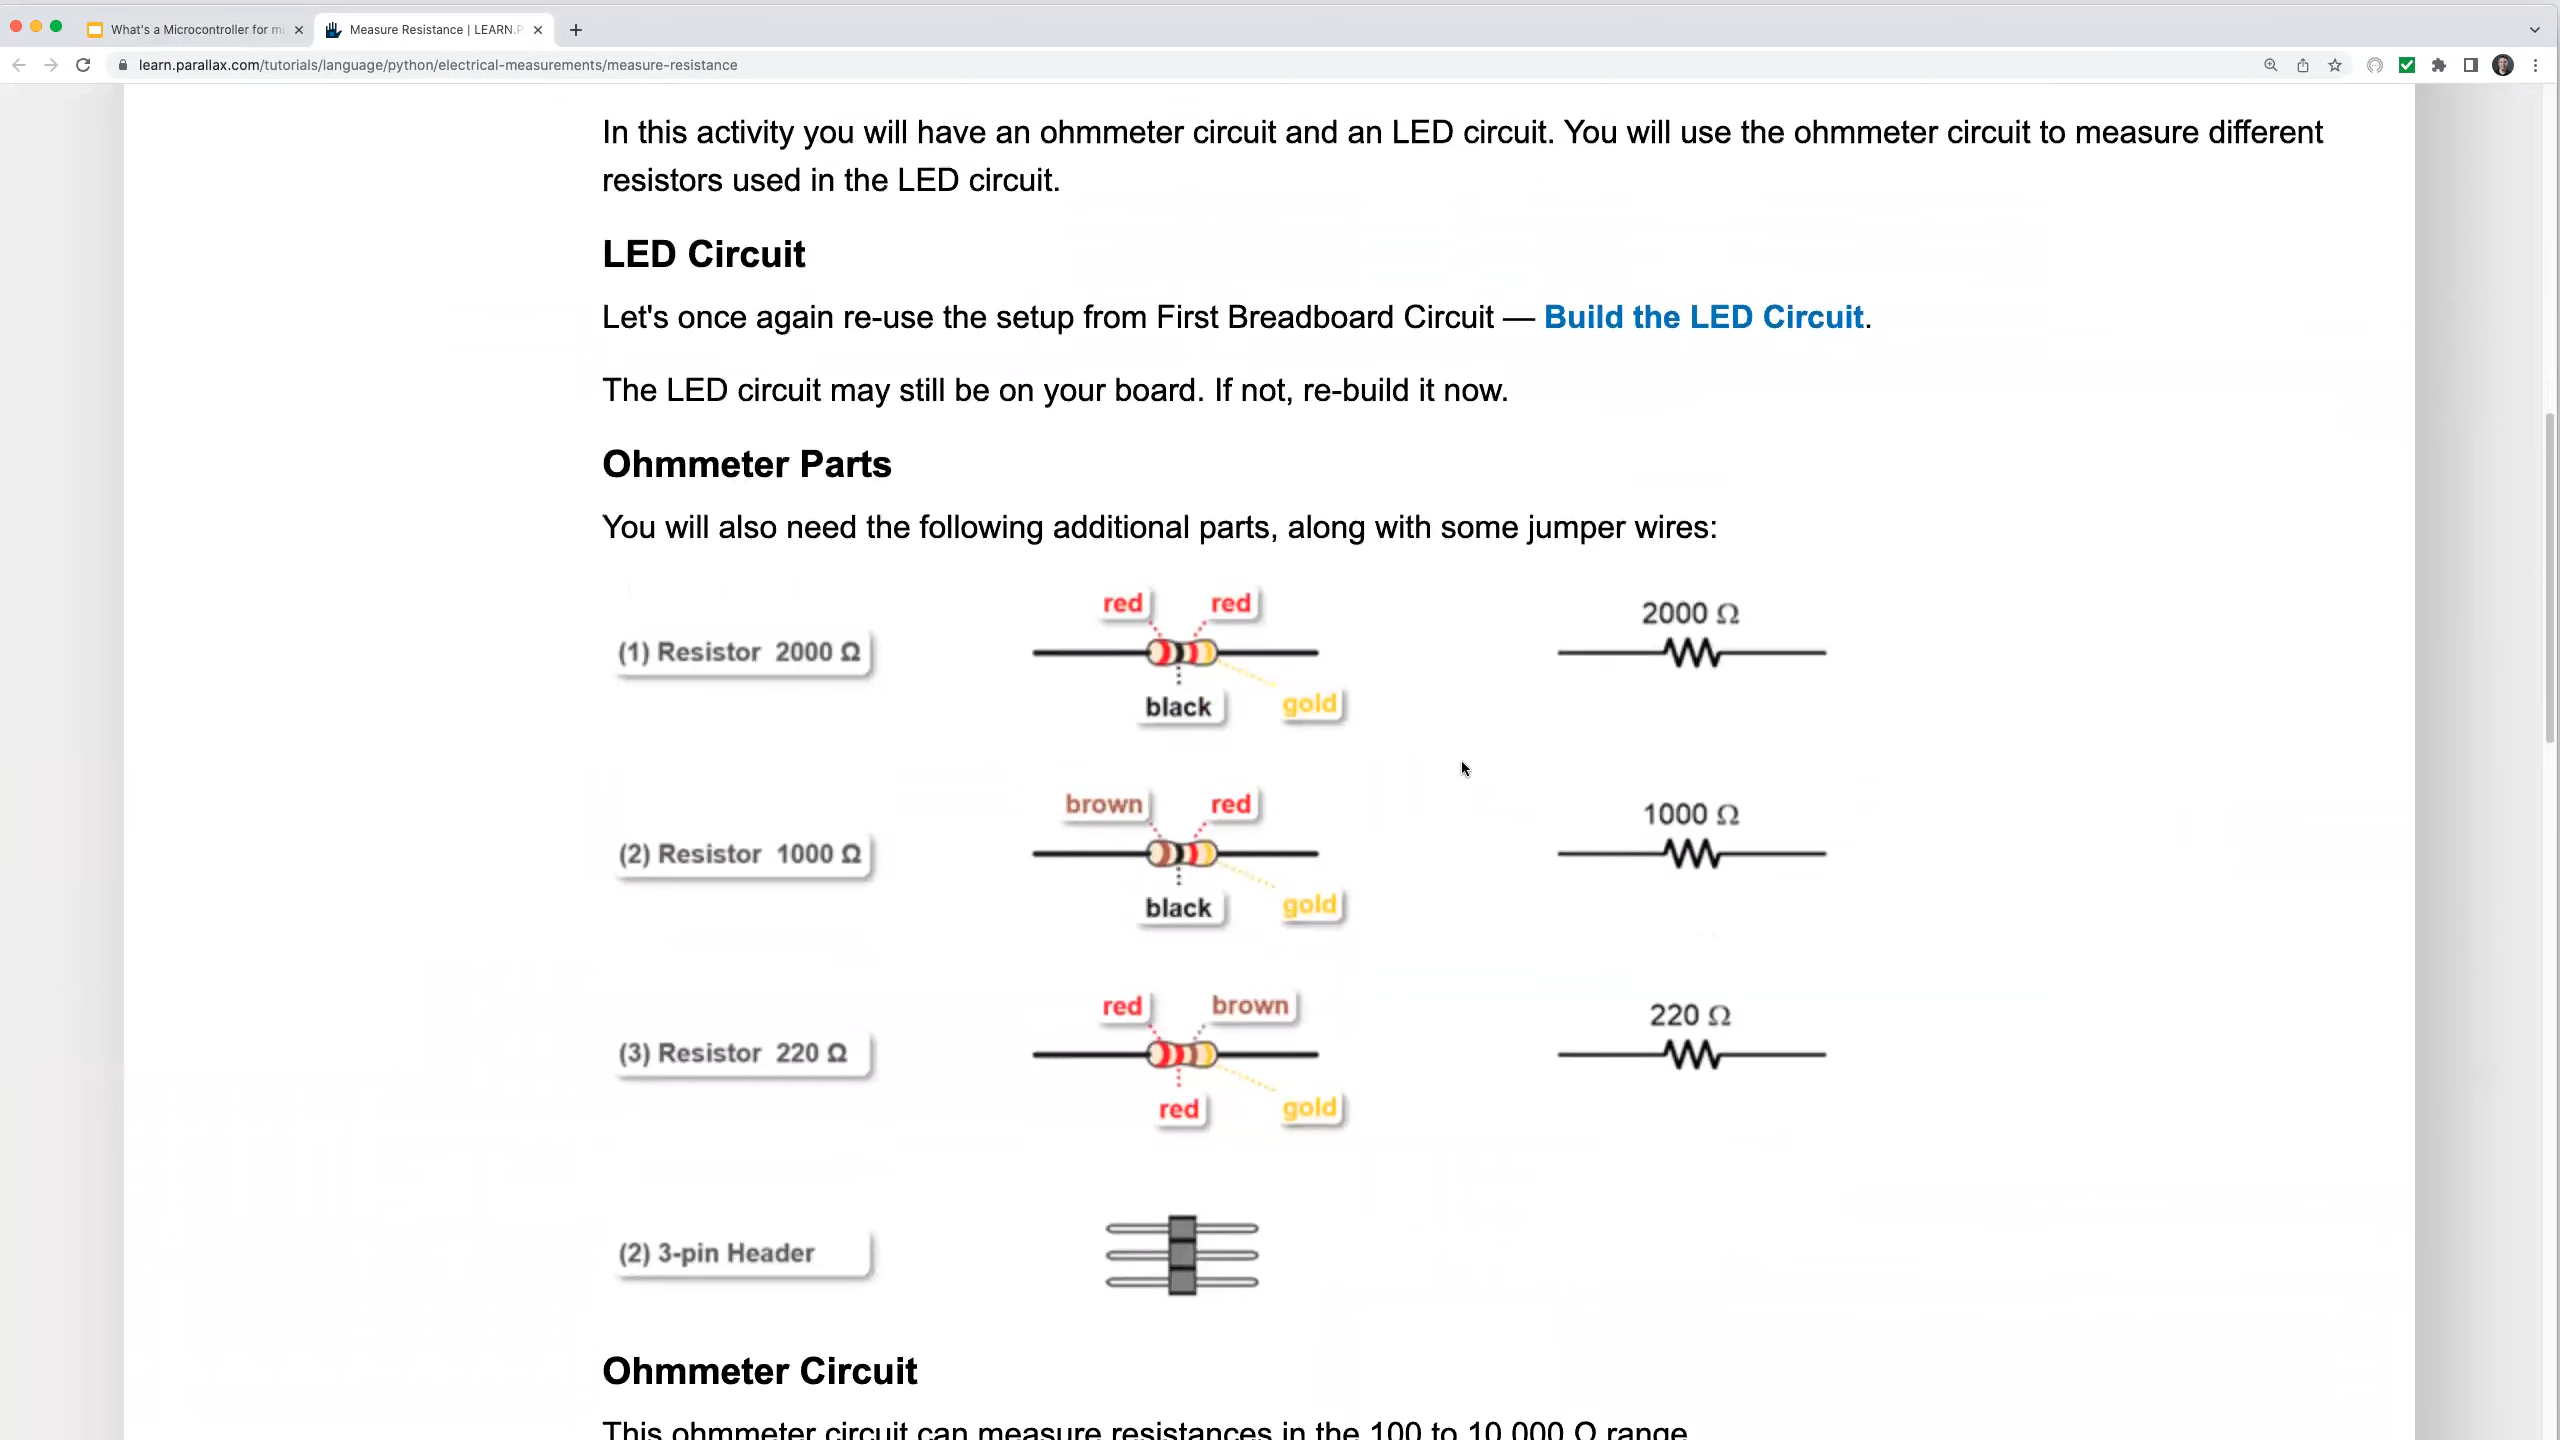 What's a Microcontroller for mi
Measure Resistance | LEARN.P
learn.parallax.com/tutorials/language/python/electrical-measurements/measure-resistance
In this activity you will have an ohmmeter circuit and an LED circuit. You will use the ohmmeter circuit to measure different
resistors used in the LED circuit.
LED Circuit
Let's once again re-use the setup from First Breadboard Circuit — Build the LED Circuit.
The LED circuit may still be on your board. If not, re-build it now.
Ohmmeter Parts
You will also need the following additional parts, along with some jumper wires:
red red
2000 Ω
(1) Resistor 2000 Ω
black gold
brown red
1000 Ω
(2) Resistor 1000 Ω
black gold
red brown
220 Ω
(3) Resistor 220 Ω
red gold
(2) 3-pin Header
Ohmmeter Circuit
This ohmmeter circuit can measure resistances in the 100 to 10,000 Ω range